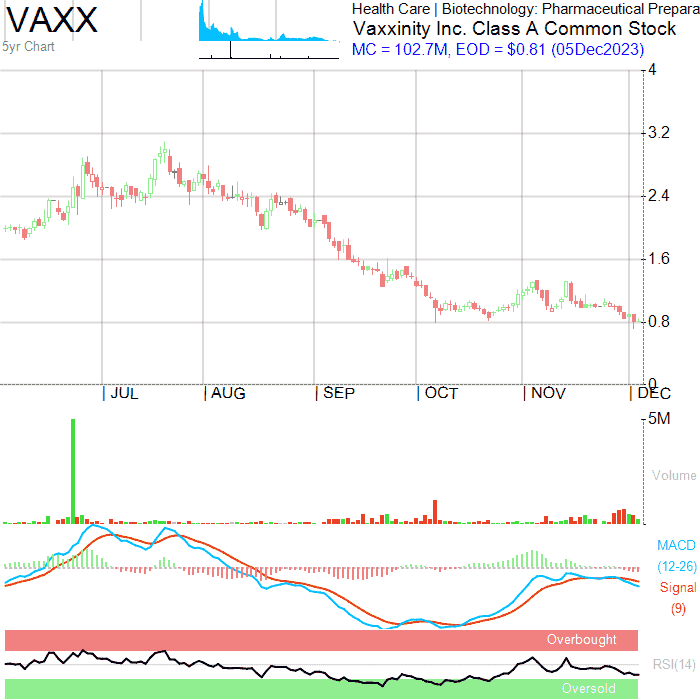 VAXX
5yr Chart
Health Care | Biotechnology: Pharmaceutical Prepara
Vaxxinity Inc. Class A Common Stock
MC = 102.7M, EOD = $0.81 (05Dec2023)
4
3.2
2.4
1.6
0.8
0
JUL AUG SEP OCT NOV DEC
5M
Volume
MACD
(12-26)
Signal
(9)
Overbought
RSI(14)
Oversold